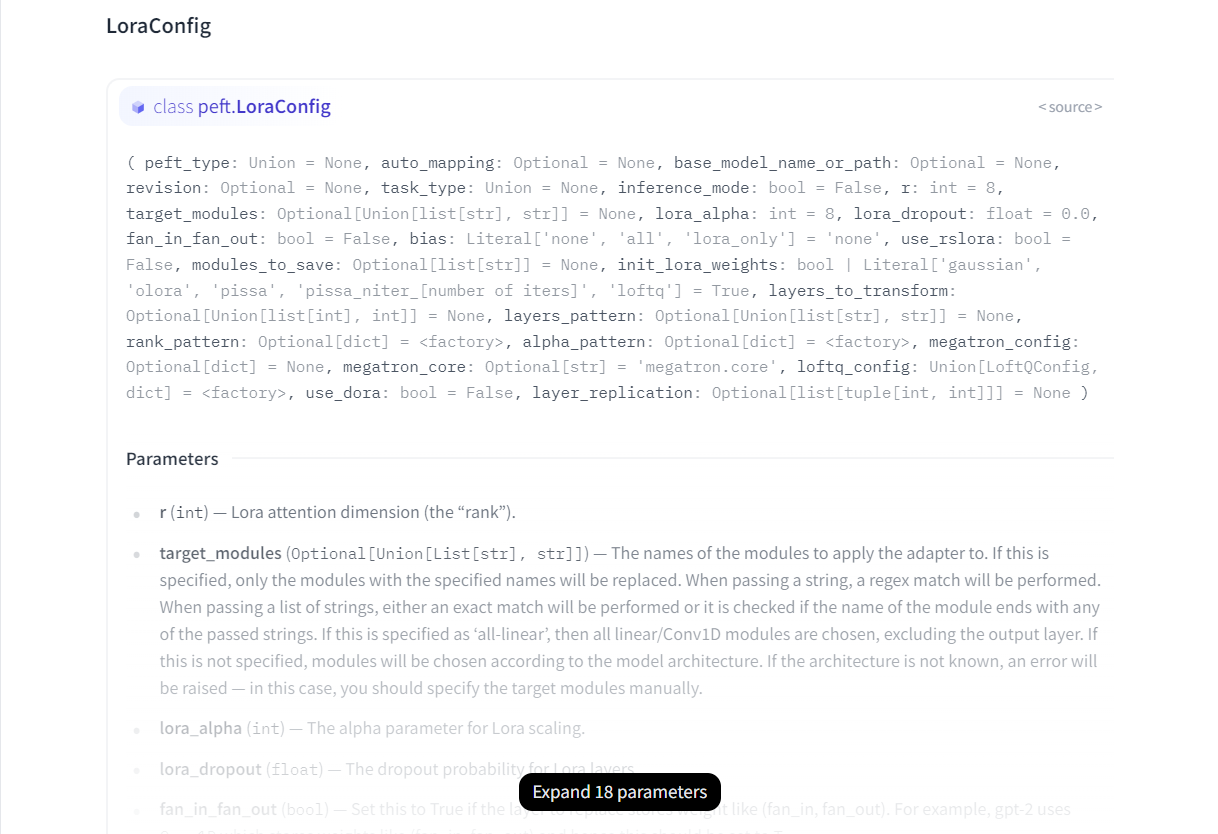 LoraConfig
class peft.LoraConfig
<source>
( peft_type: Union = None, auto_mapping: Optional = None, base_model_name_or_path: Optional = None,
revision: Optional = None, task_type: Union = None, inference_mode: bool = False, r: int = 8,
target_modules: Optional[Union[list[str], str]] = None, lora_alpha: int = 8, lora_dropout: float = 0.0,
fan_in_fan_out: bool = False, bias: Literal['none', 'all', 'lora_only'] = 'none', use_rslora: bool =
False, modules_to_save: Optional[list[str]] = None, init_lora_weights: bool | Literal['gaussian',
'olora', 'pissa', 'pissa_niter_[number of iters]', 'loftq'] = True, layers_to_transform:
Optional[Union[list[int], int]] = None, layers_pattern: Optional[Union[list[str], str]] = None,
rank_pattern: Optional[dict] = <factory>, alpha_pattern: Optional[dict] = <factory>, megatron_config:
Optional[dict] = None, megatron_core: Optional[str] = 'megatron.core', loftq_config: Union[LoftQConfig,
dict] = <factory>, use_dora: bool = False, layer_replication: Optional[list[tuple[int, int]]] = None )
Parameters
r (int) — Lora attention dimension (the “rank”).
target_modules (Optional[Union[List[str], str]]) — The names of the modules to apply the adapter to. If this is
specified, only the modules with the specified names will be replaced. When passing a string, a regex match will be performed.
When passing a list of strings, either an exact match will be performed or it is checked if the name of the module ends with any
of the passed strings. If this is specified as ‘all-linear’, then all linear/Conv1D modules are chosen, excluding the output layer. If
this is not specified, modules will be chosen according to the model architecture. If the architecture is not known, an error will
be raised — in this case, you should specify the target modules manually.
lora_alpha (int) — The alpha parameter for Lora scaling.
lora_dropout (float) — The dropout probability for Lora layers.
Expand 18 parameters
fan_in_fan_out (bool) — Set this to True if the layer to replace stores weight like (fan_in, fan_out). For example, gpt-2 uses